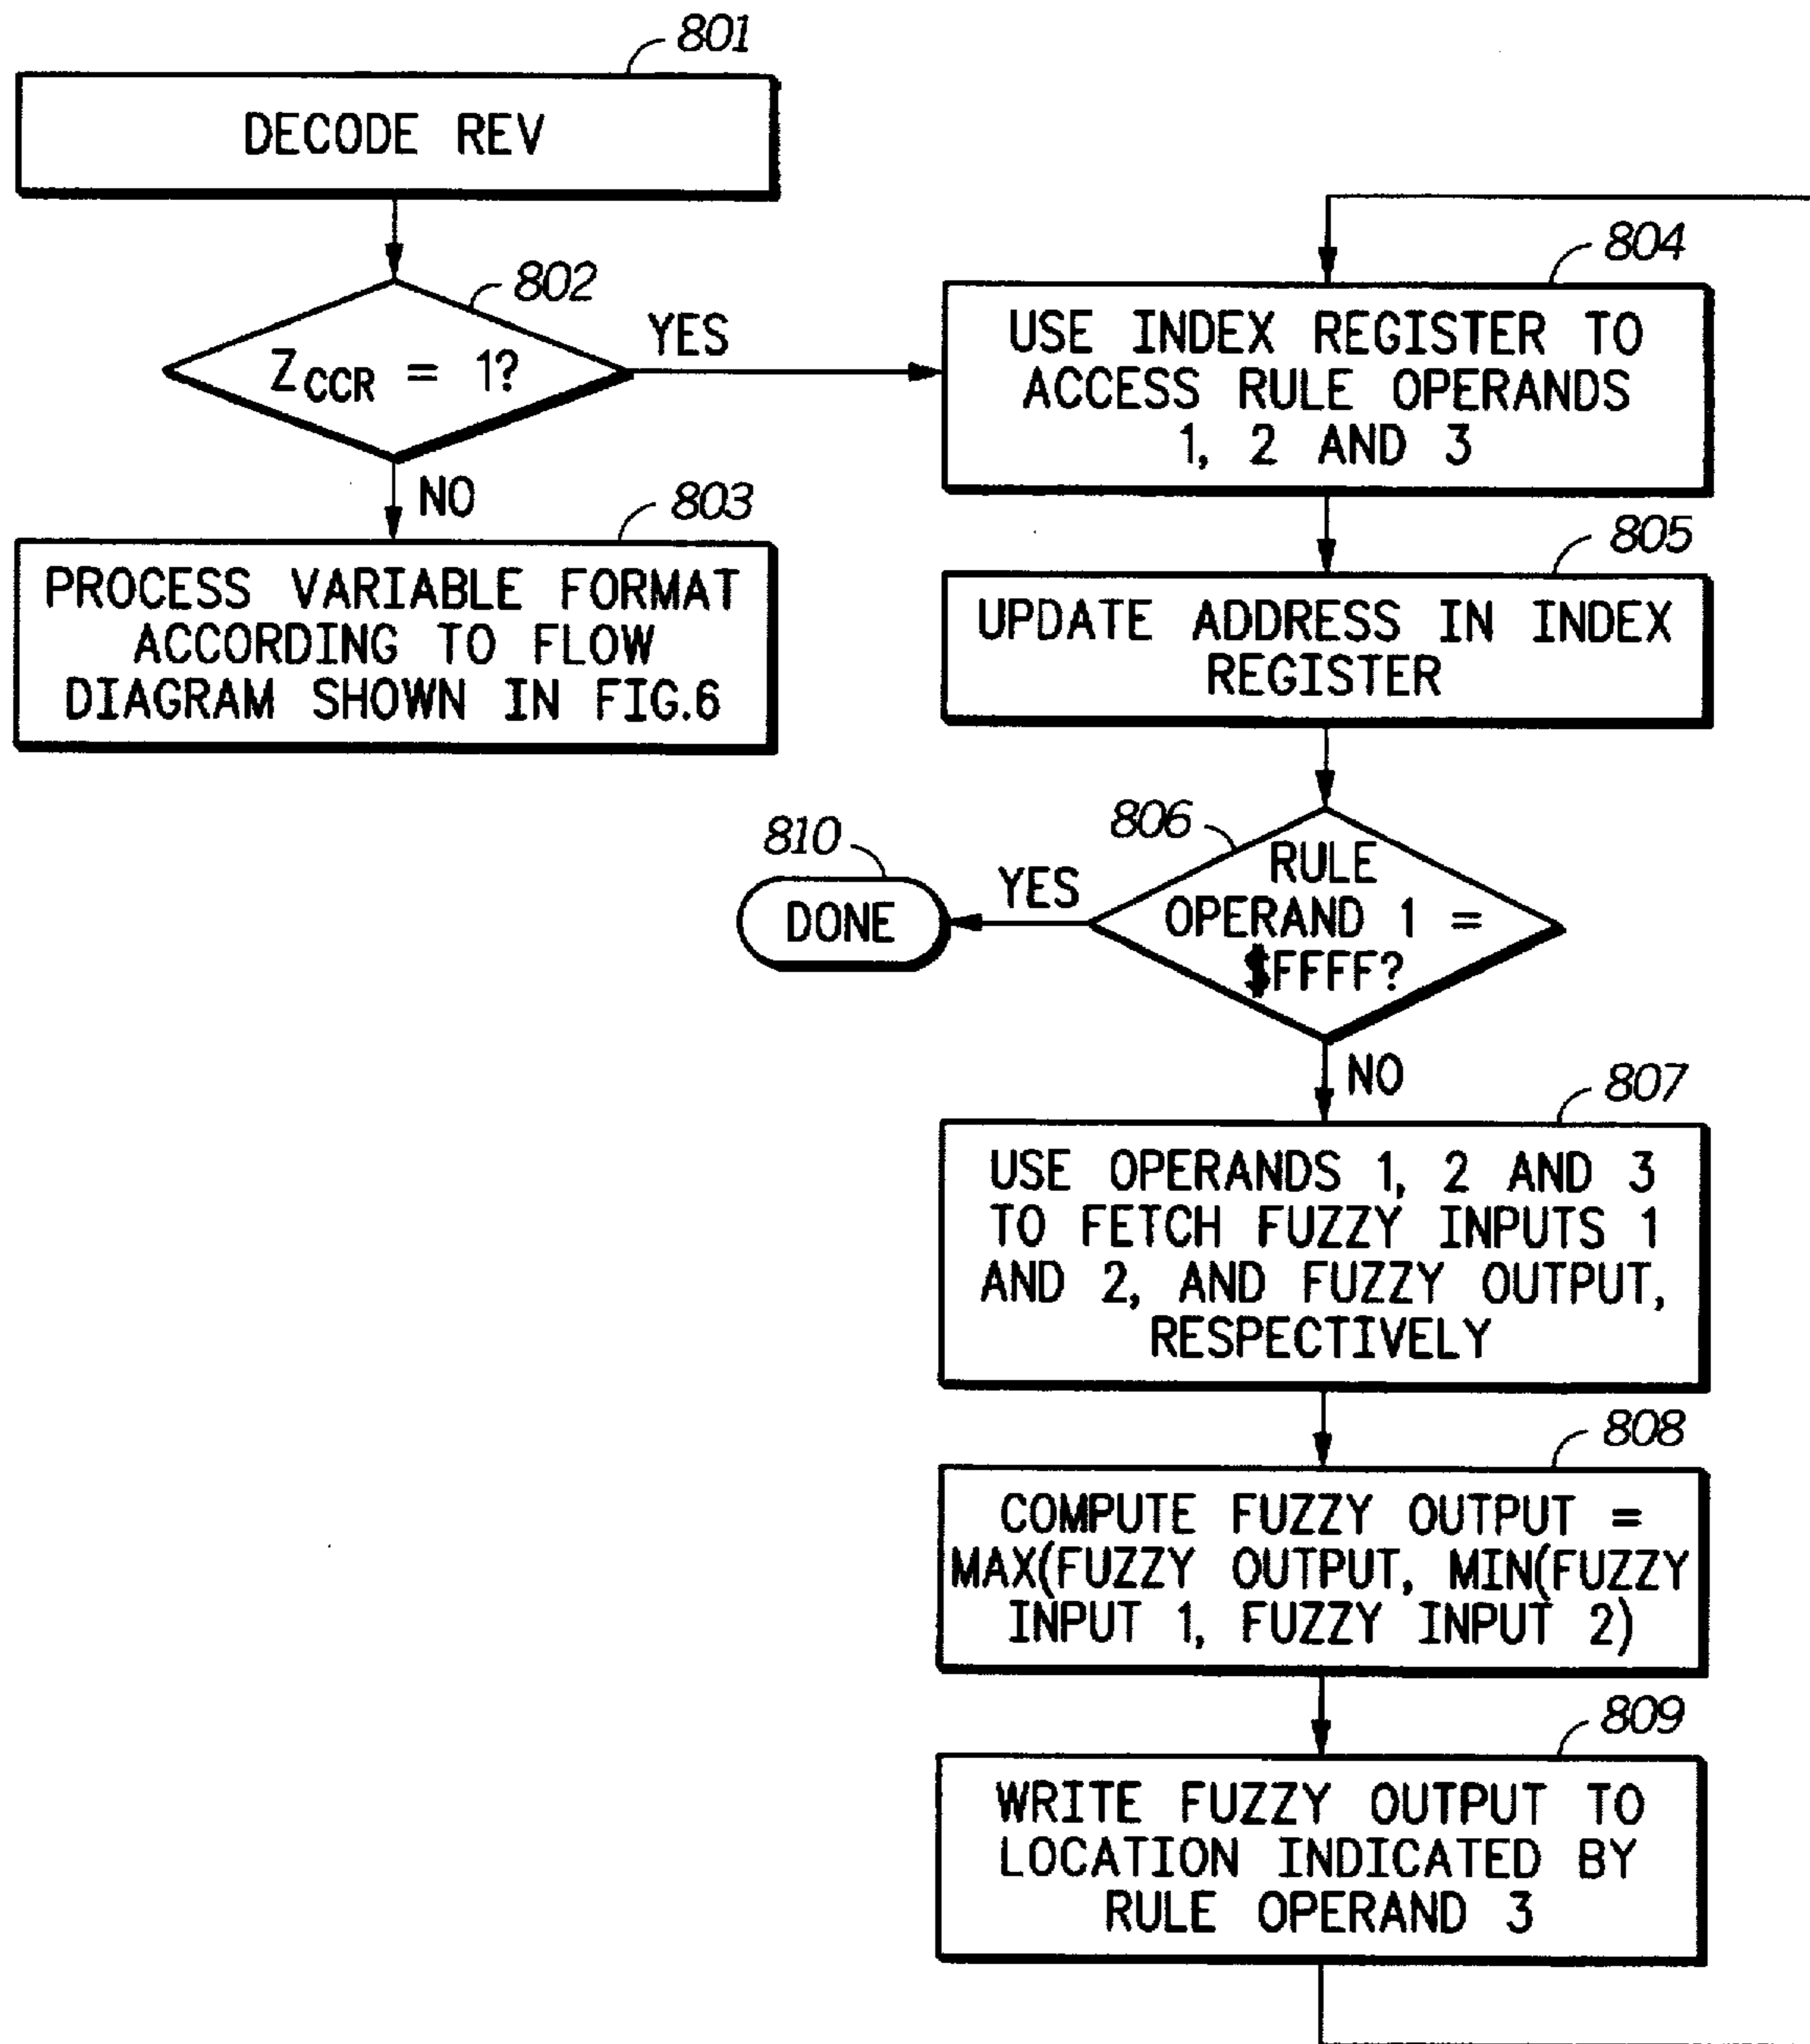 801
DECODE REV
802
Z CCR = 1?
YES
NO
803
PROCESS VARIABLE FORMAT
ACCORDING TO FLOW
DIAGRAM SHOWN IN FIG.6
804
USE INDEX REGISTER TO
ACCESS RULE OPERANDS
1, 2 AND 3
805
UPDATE ADDRESS IN INDEX
REGISTER
806
RULE
OPERAND 1 =
$FFFF?
YES
810
DONE
NO
807
USE OPERANDS 1, 2 AND 3
TO FETCH FUZZY INPUTS 1
AND 2, AND FUZZY OUTPUT,
RESPECTIVELY
808
COMPUTE FUZZY OUTPUT =
MAX(FUZZY OUTPUT, MIN(FUZZY
INPUT 1, FUZZY INPUT 2)
809
WRITE FUZZY OUTPUT TO
LOCATION INDICATED BY
RULE OPERAND 3